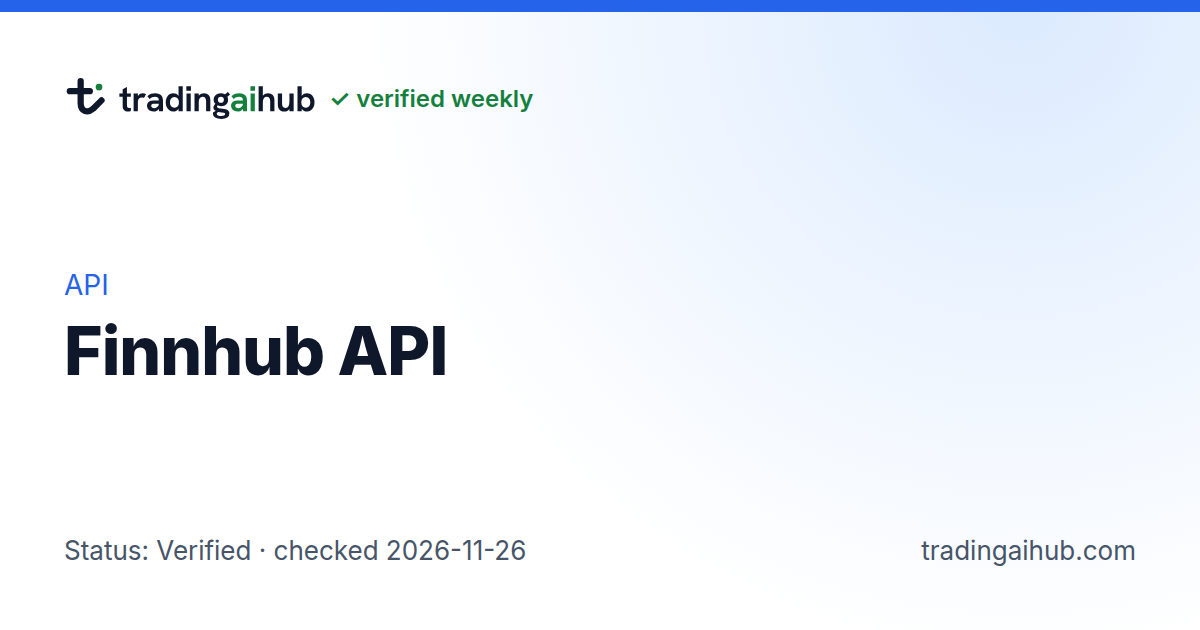 tradingaihub ✓ verified weekly
API
Finnhub API
Status: Verified · checked 2026-11-26
tradingaihub.com